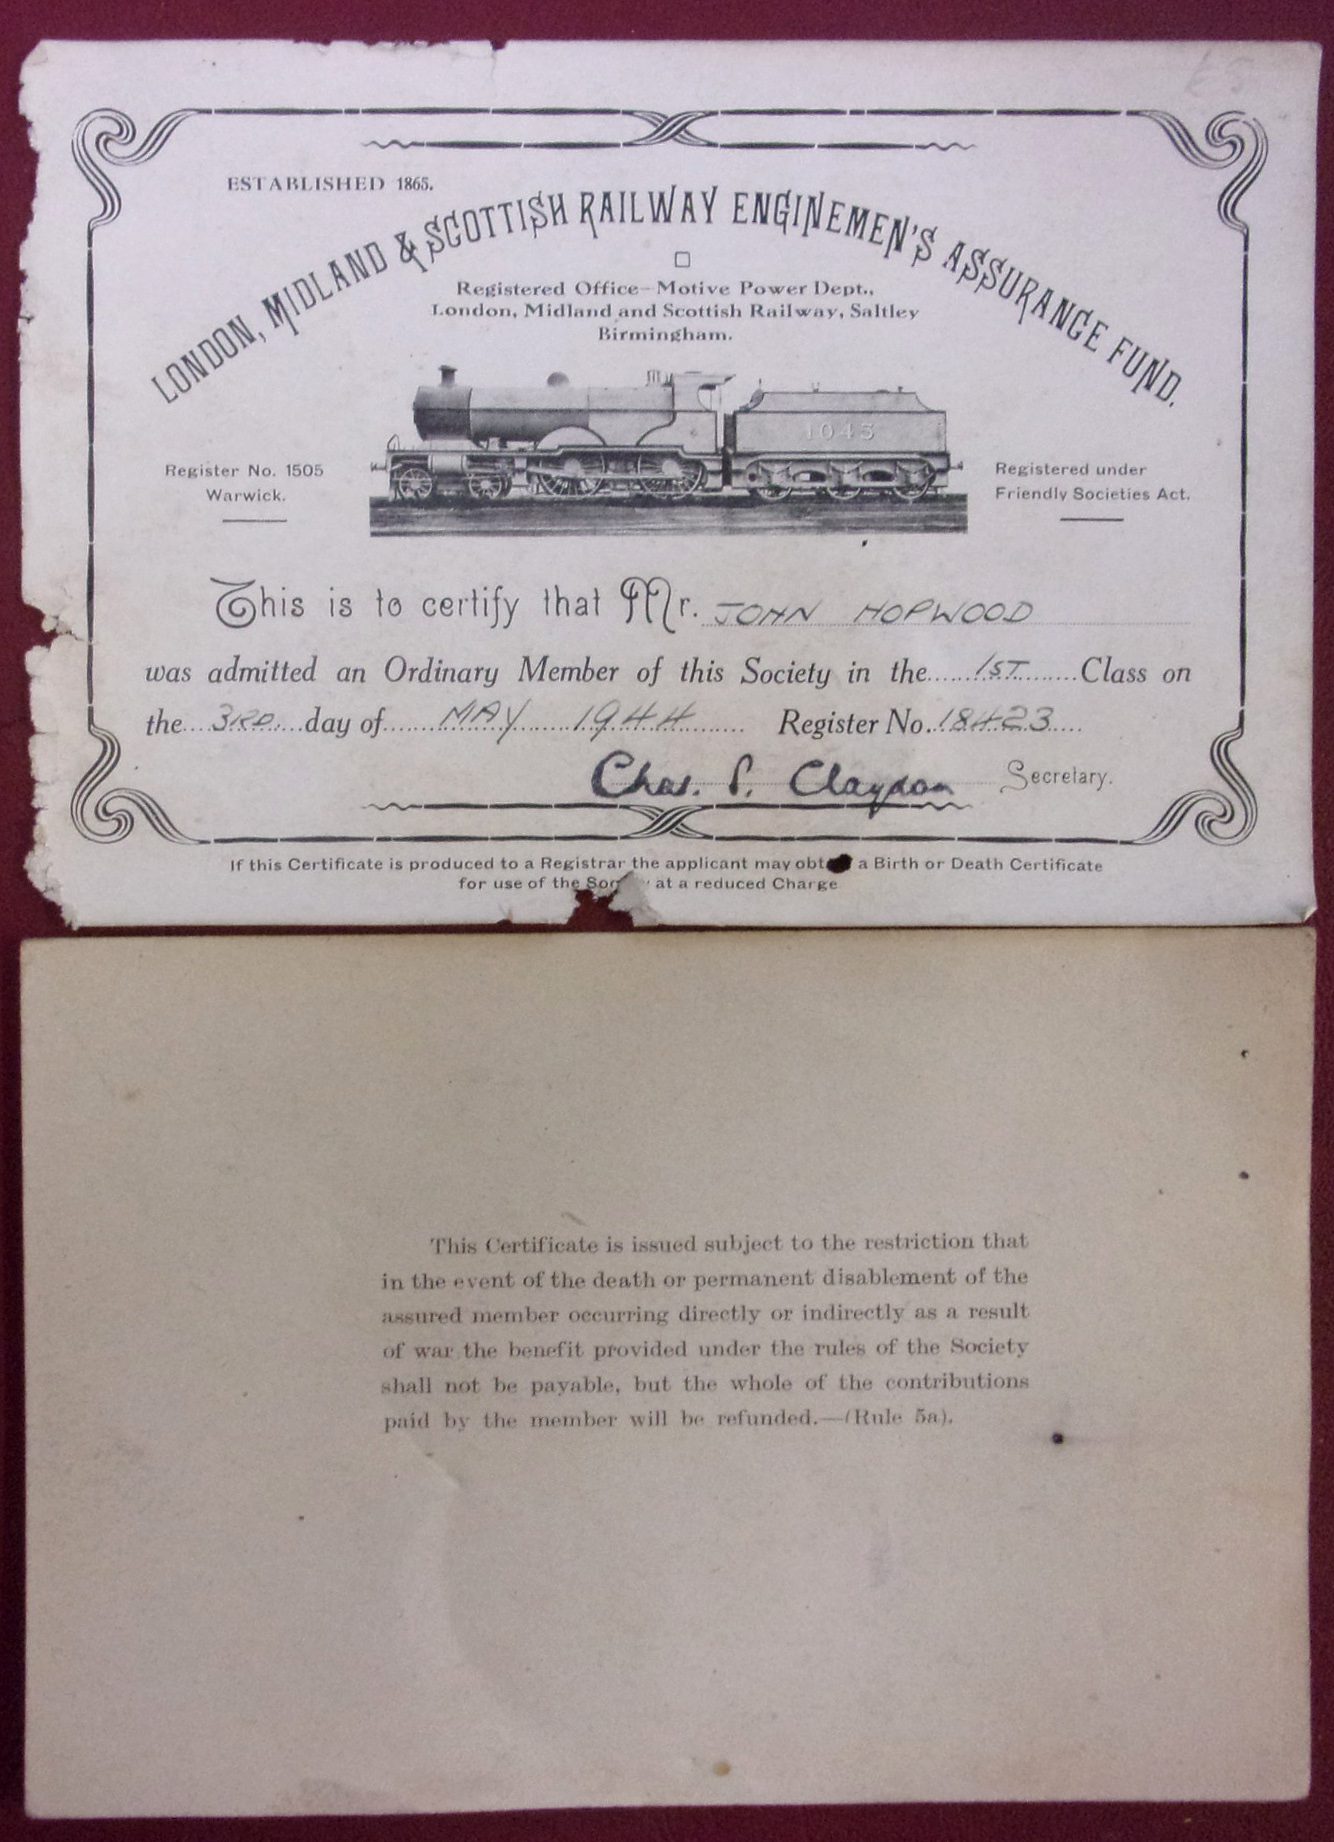 £5
ESTABLISHED 1865.
LONDON, MIDLAND & SCOTTISH RAILWAY ENGINEMEN'S ASSURANCE FUND.
Registered Office-Motive Power Dept.,
London, Midland and Scottish Railway, Saltley
Birmingham.
1043
Register No. 1505
Warwick.
Registered under
Friendly Societies Act.
This is to certify that Mr. JOHN HOPWOOD
was admitted an Ordinary Member of this Society in the 1ST Class on
the 3RD day of MAY 1944 Register No. 18423
Chas. P. Claydon Secretary.
If this Certificate is produced to a Registrar the applicant may a Birth or Death Certificate
for use of the at a reduced Charge
This Certificate is issued subject to the restriction that
in the event of the death or permanent disablement of the
assured member occurring directly or indirectly as a result
of war the benefit provided under the rules of the Society
shall not be payable, but the whole of the contributions
paid by the member will be refunded.—(Rule 5a).